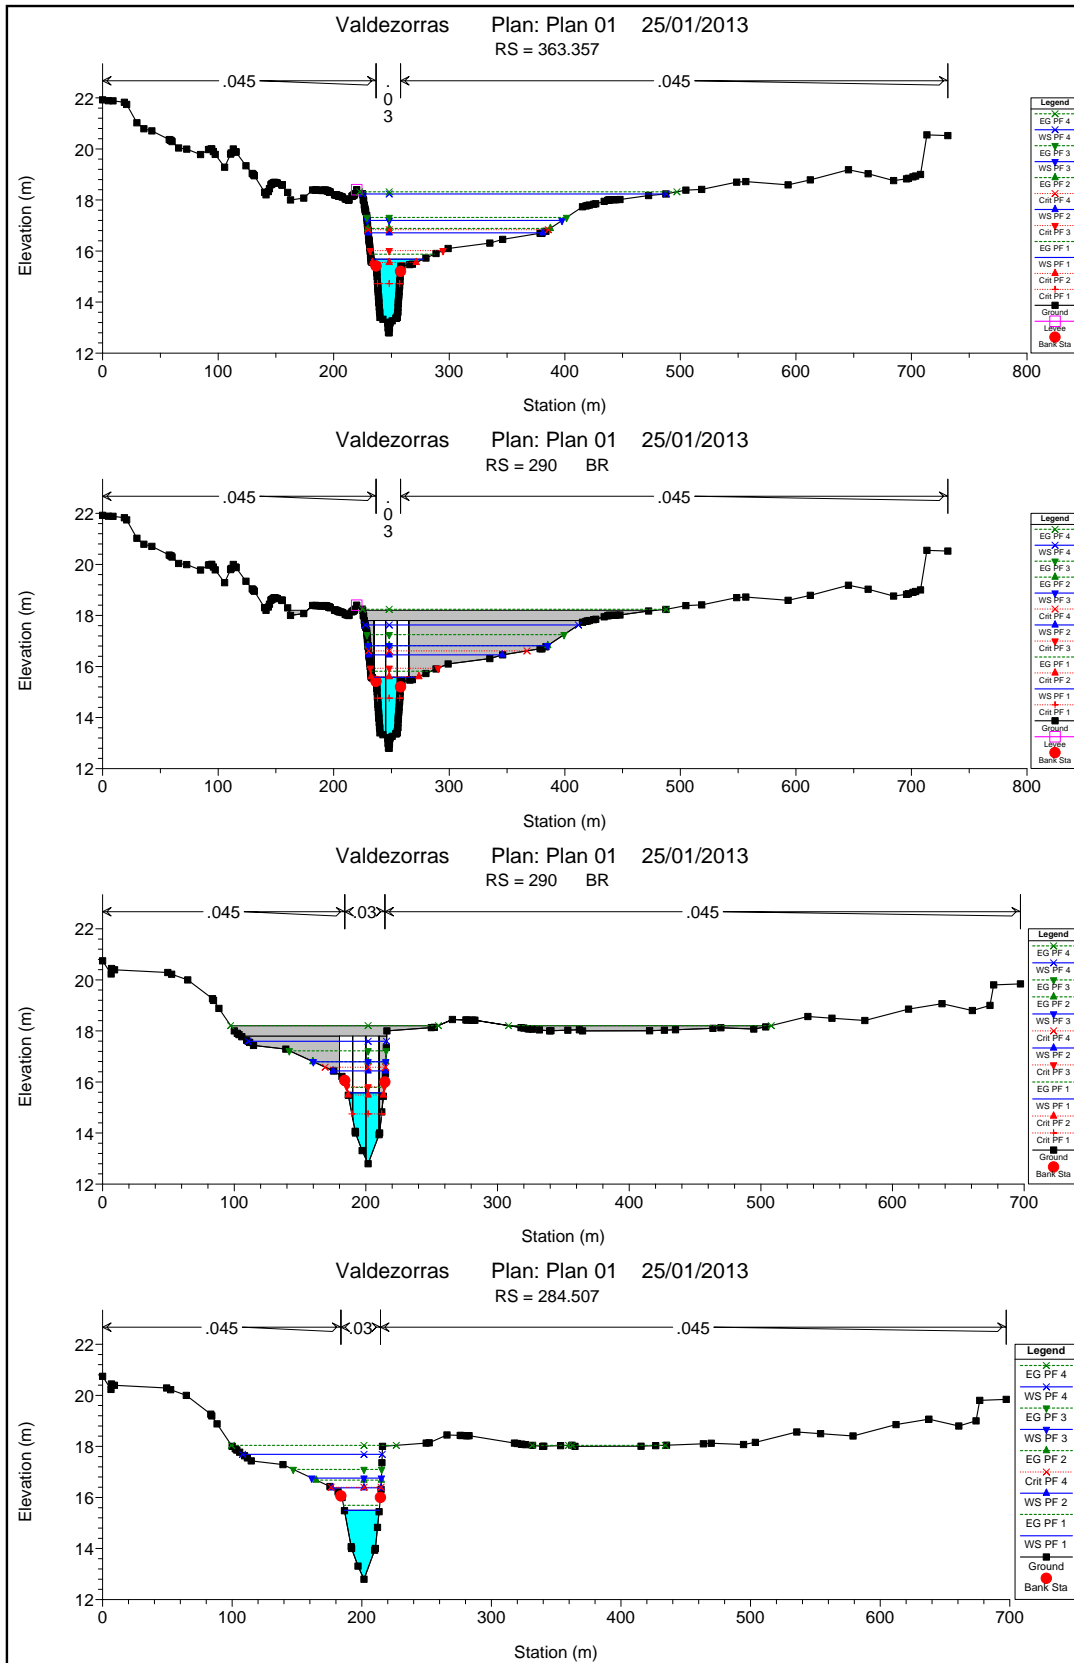 Valdezorras Plan: Plan 01 25/01/2013
RS = 363.357
.045 .03 .045
22
20
18
16
14
12
Elevation (m)
0 100 200 300 400 500 600 700 800
Station (m)
Legend
EG PF 4
WS PF 4
EG PF 3
WS PF 3
EG PF 2
Crit PF 4
WS PF 2
Crit PF 3
EG PF 1
WS PF 1
Crit PF 2
Crit PF 1
Ground
Levee
Bank Sta
Valdezorras Plan: Plan 01 25/01/2013
RS = 290 BR
.045 .03 .045
22
20
18
16
14
12
Elevation (m)
0 100 200 300 400 500 600 700 800
Station (m)
Legend
EG PF 4
WS PF 4
EG PF 3
EG PF 2
WS PF 3
Crit PF 4
WS PF 2
Crit PF 3
EG PF 1
Crit PF 2
WS PF 1
Crit PF 1
Ground
Levee
Bank Sta
Valdezorras Plan: Plan 01 25/01/2013
RS = 290 BR
.045 .03 .045
22
20
18
16
14
12
Elevation (m)
0 100 200 300 400 500 600 700
Station (m)
Legend
EG PF 4
WS PF 4
EG PF 3
EG PF 2
WS PF 3
Crit PF 4
WS PF 2
Crit PF 3
EG PF 1
WS PF 1
Crit PF 2
Crit PF 1
Ground
Bank Sta
Valdezorras Plan: Plan 01 25/01/2013
RS = 284.507
.045 .03 .045
22
20
18
16
14
12
Elevation (m)
0 100 200 300 400 500 600 700
Station (m)
Legend
EG PF 4
WS PF 4
EG PF 3
WS PF 3
EG PF 2
Crit PF 4
WS PF 2
EG PF 1
WS PF 1
Ground
Bank Sta